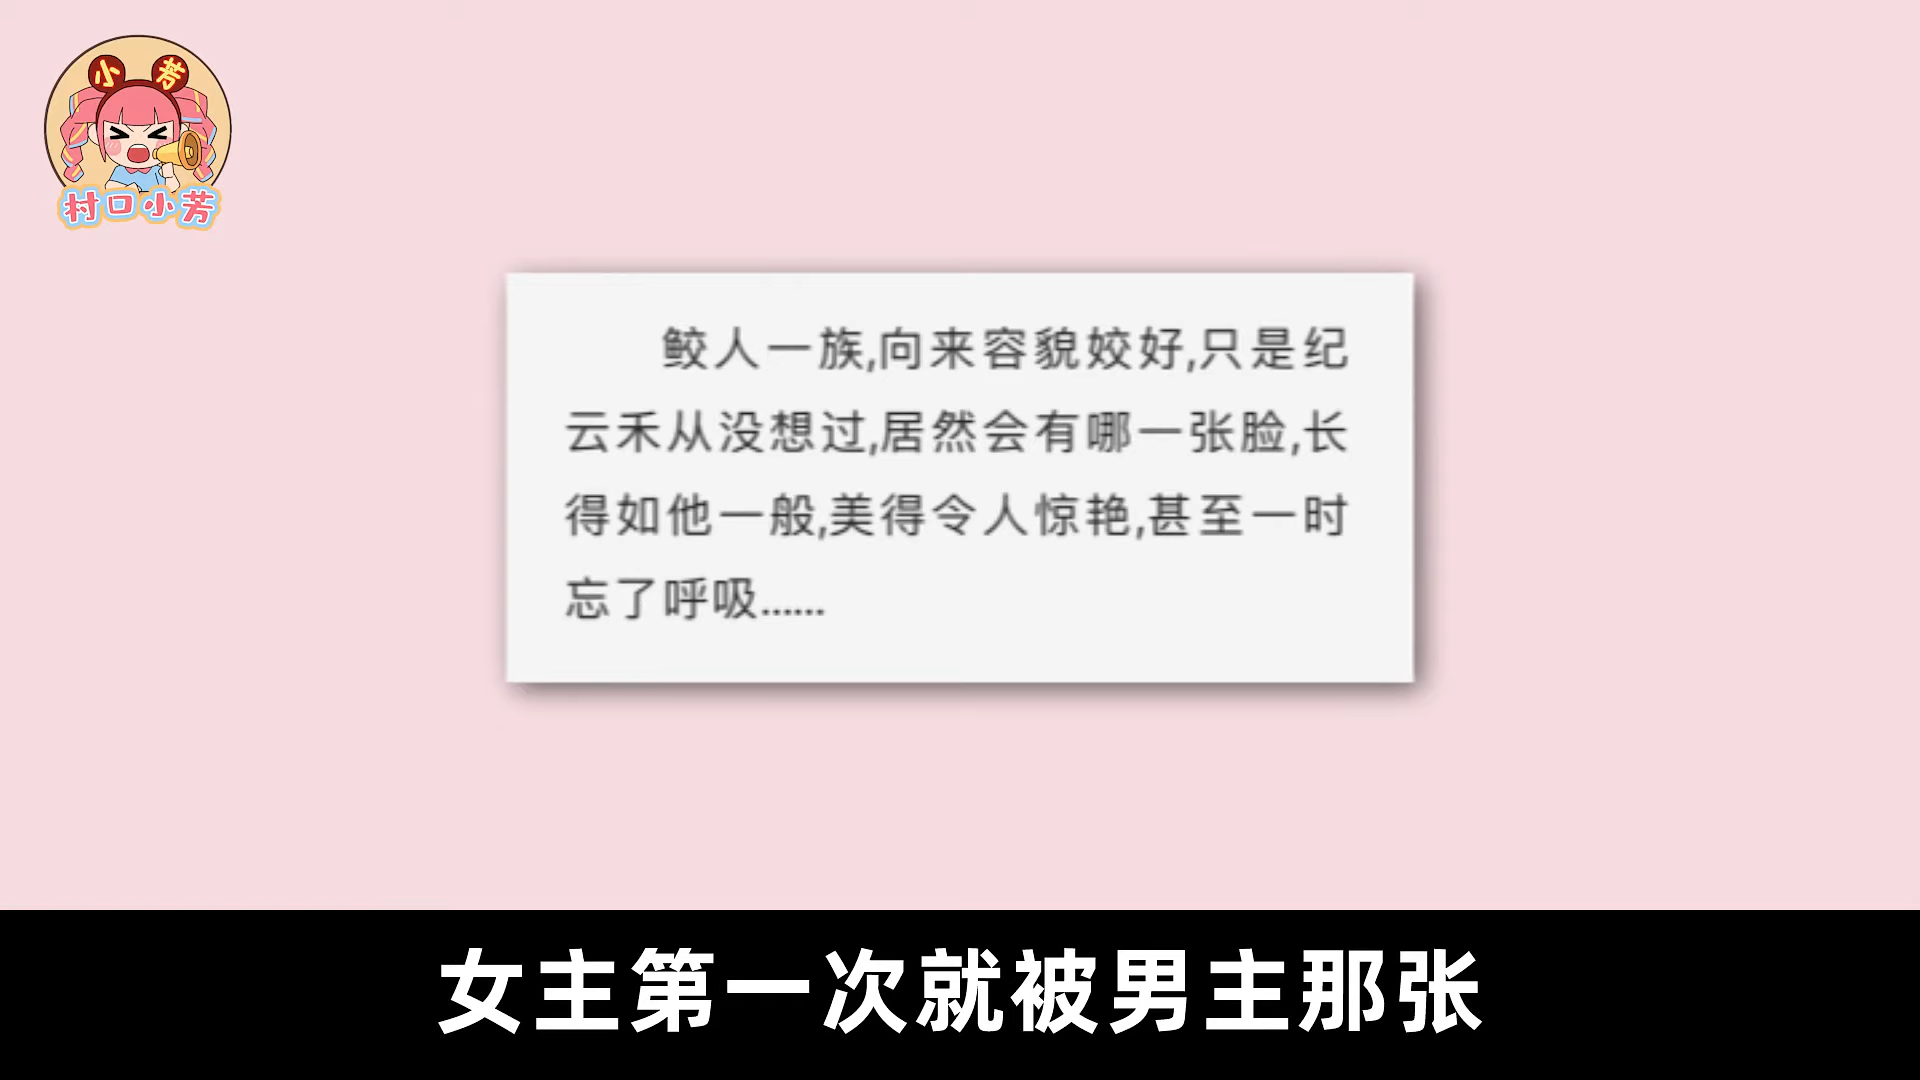 小 芳
村口小芳
鲛人一族,向来容貌姣好,只是纪
云禾从没想过,居然会有哪一张脸,长
得如他一般,美得令人惊艳,甚至一时
忘了呼吸......
女主第一次就被男主那张